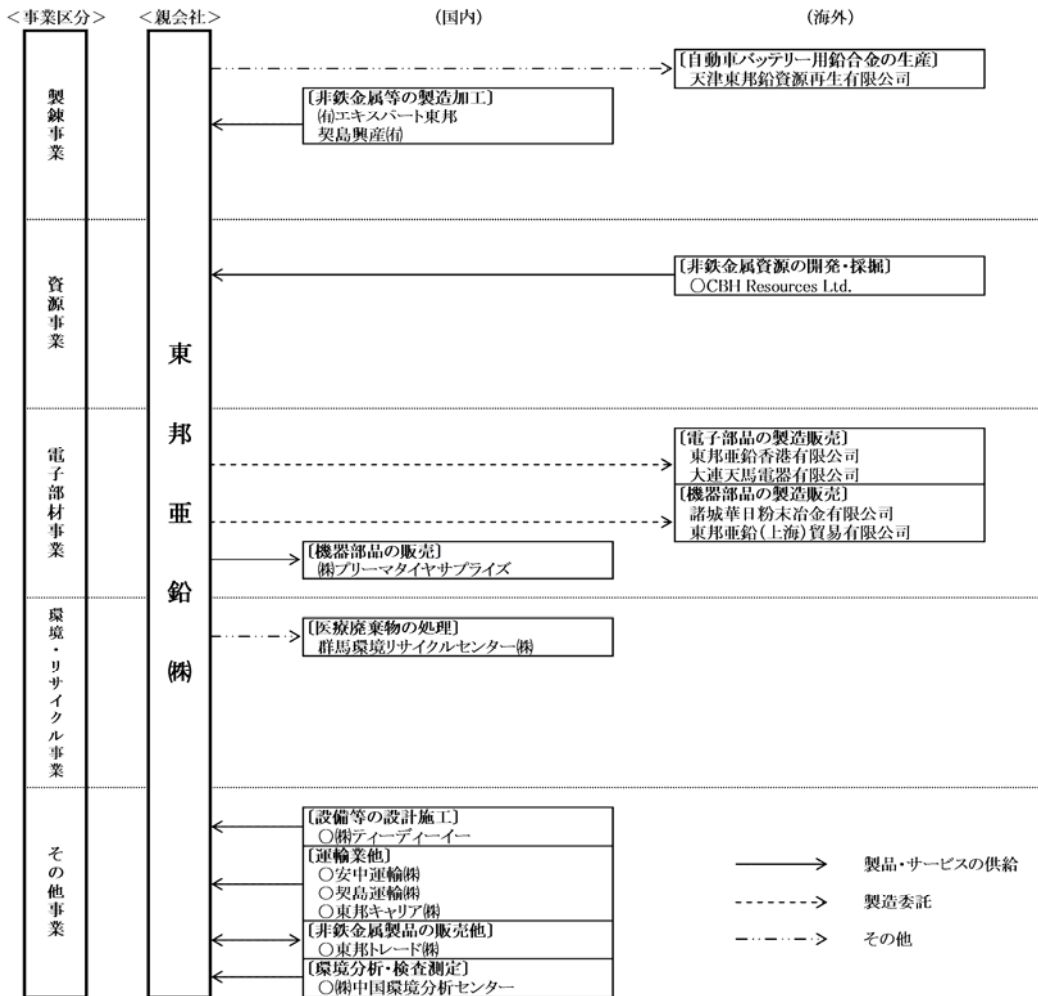 ＜事業区分＞ ＜親会社＞ (国内) (海外)
製錬事業
資源事業
電子部材事業
環境・リサイクル事業
その他事業
東邦亜鉛㈱
〔自動車バッテリー用鉛合金の生産〕
天津東邦鉛資源再生有限公司
〔非鉄金属等の製造加工〕
㈲エキスパート東邦
契島興産㈲
〔非鉄金属資源の開発・採掘〕
○CBH Resources Ltd.
〔電子部品の製造販売〕
東邦亜鉛香港有限公司
大連天馬電器有限公司
〔機器部品の製造販売〕
諸城華日粉末冶金有限公司
東邦亜鉛(上海)貿易有限公司
〔機器部品の販売〕
㈱プリーマタイヤサプライズ
〔医療廃棄物の処理〕
群馬環境リサイクルセンター㈱
〔設備等の設計施工〕
○㈱ティーディーイー
〔運輸業他〕
○安中運輸㈱
○契島運輸㈱
○東邦キャリア㈱
〔非鉄金属製品の販売他〕
○東邦トレード㈱
〔環境分析・検査測定〕
○㈱中国環境分析センター
製品・サービスの供給
製造委託
その他